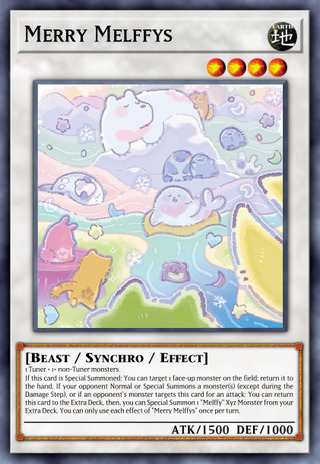 Merry Melffys
EARTH
地
[Beast / Synchro / Effect]
1 Tuner + 1+ non-Tuner monsters
If this card is Special Summoned: You can target 1 face-up monster on the field; return it
to the hand. If your opponent Normal or Special Summons a monster(s) (except during the
Damage Step), or if an opponent's monster targets this card for an attack: You can return
this card to the Extra Deck, then, you can Special Summon 1 "Melffy" Xyz Monster from your
Extra Deck. You can only use each effect of "Merry Melffys" once per turn.
ATK/1500 DEF/1000